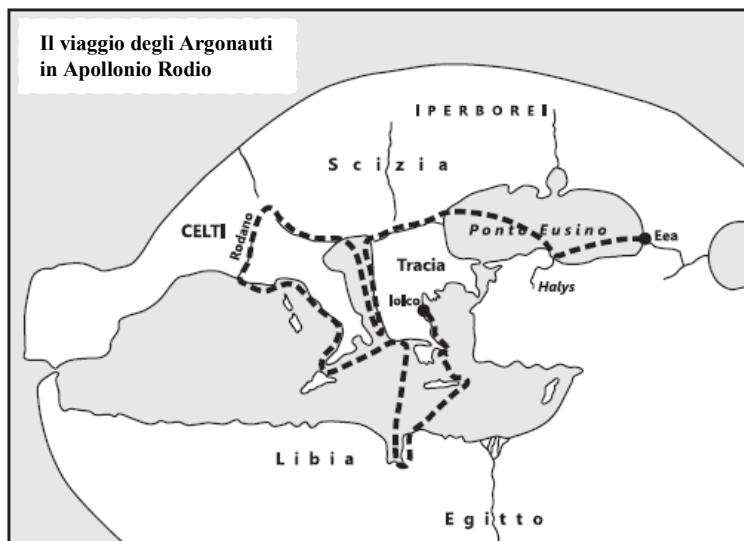 Il viaggio degli Argonauti
in Apollonio Rodio
IPERBOREI
Scizia
CELTI
Rodano
Ponto Eusino
Eea
Tracia
Iolco
Halys
Libia
Egitto